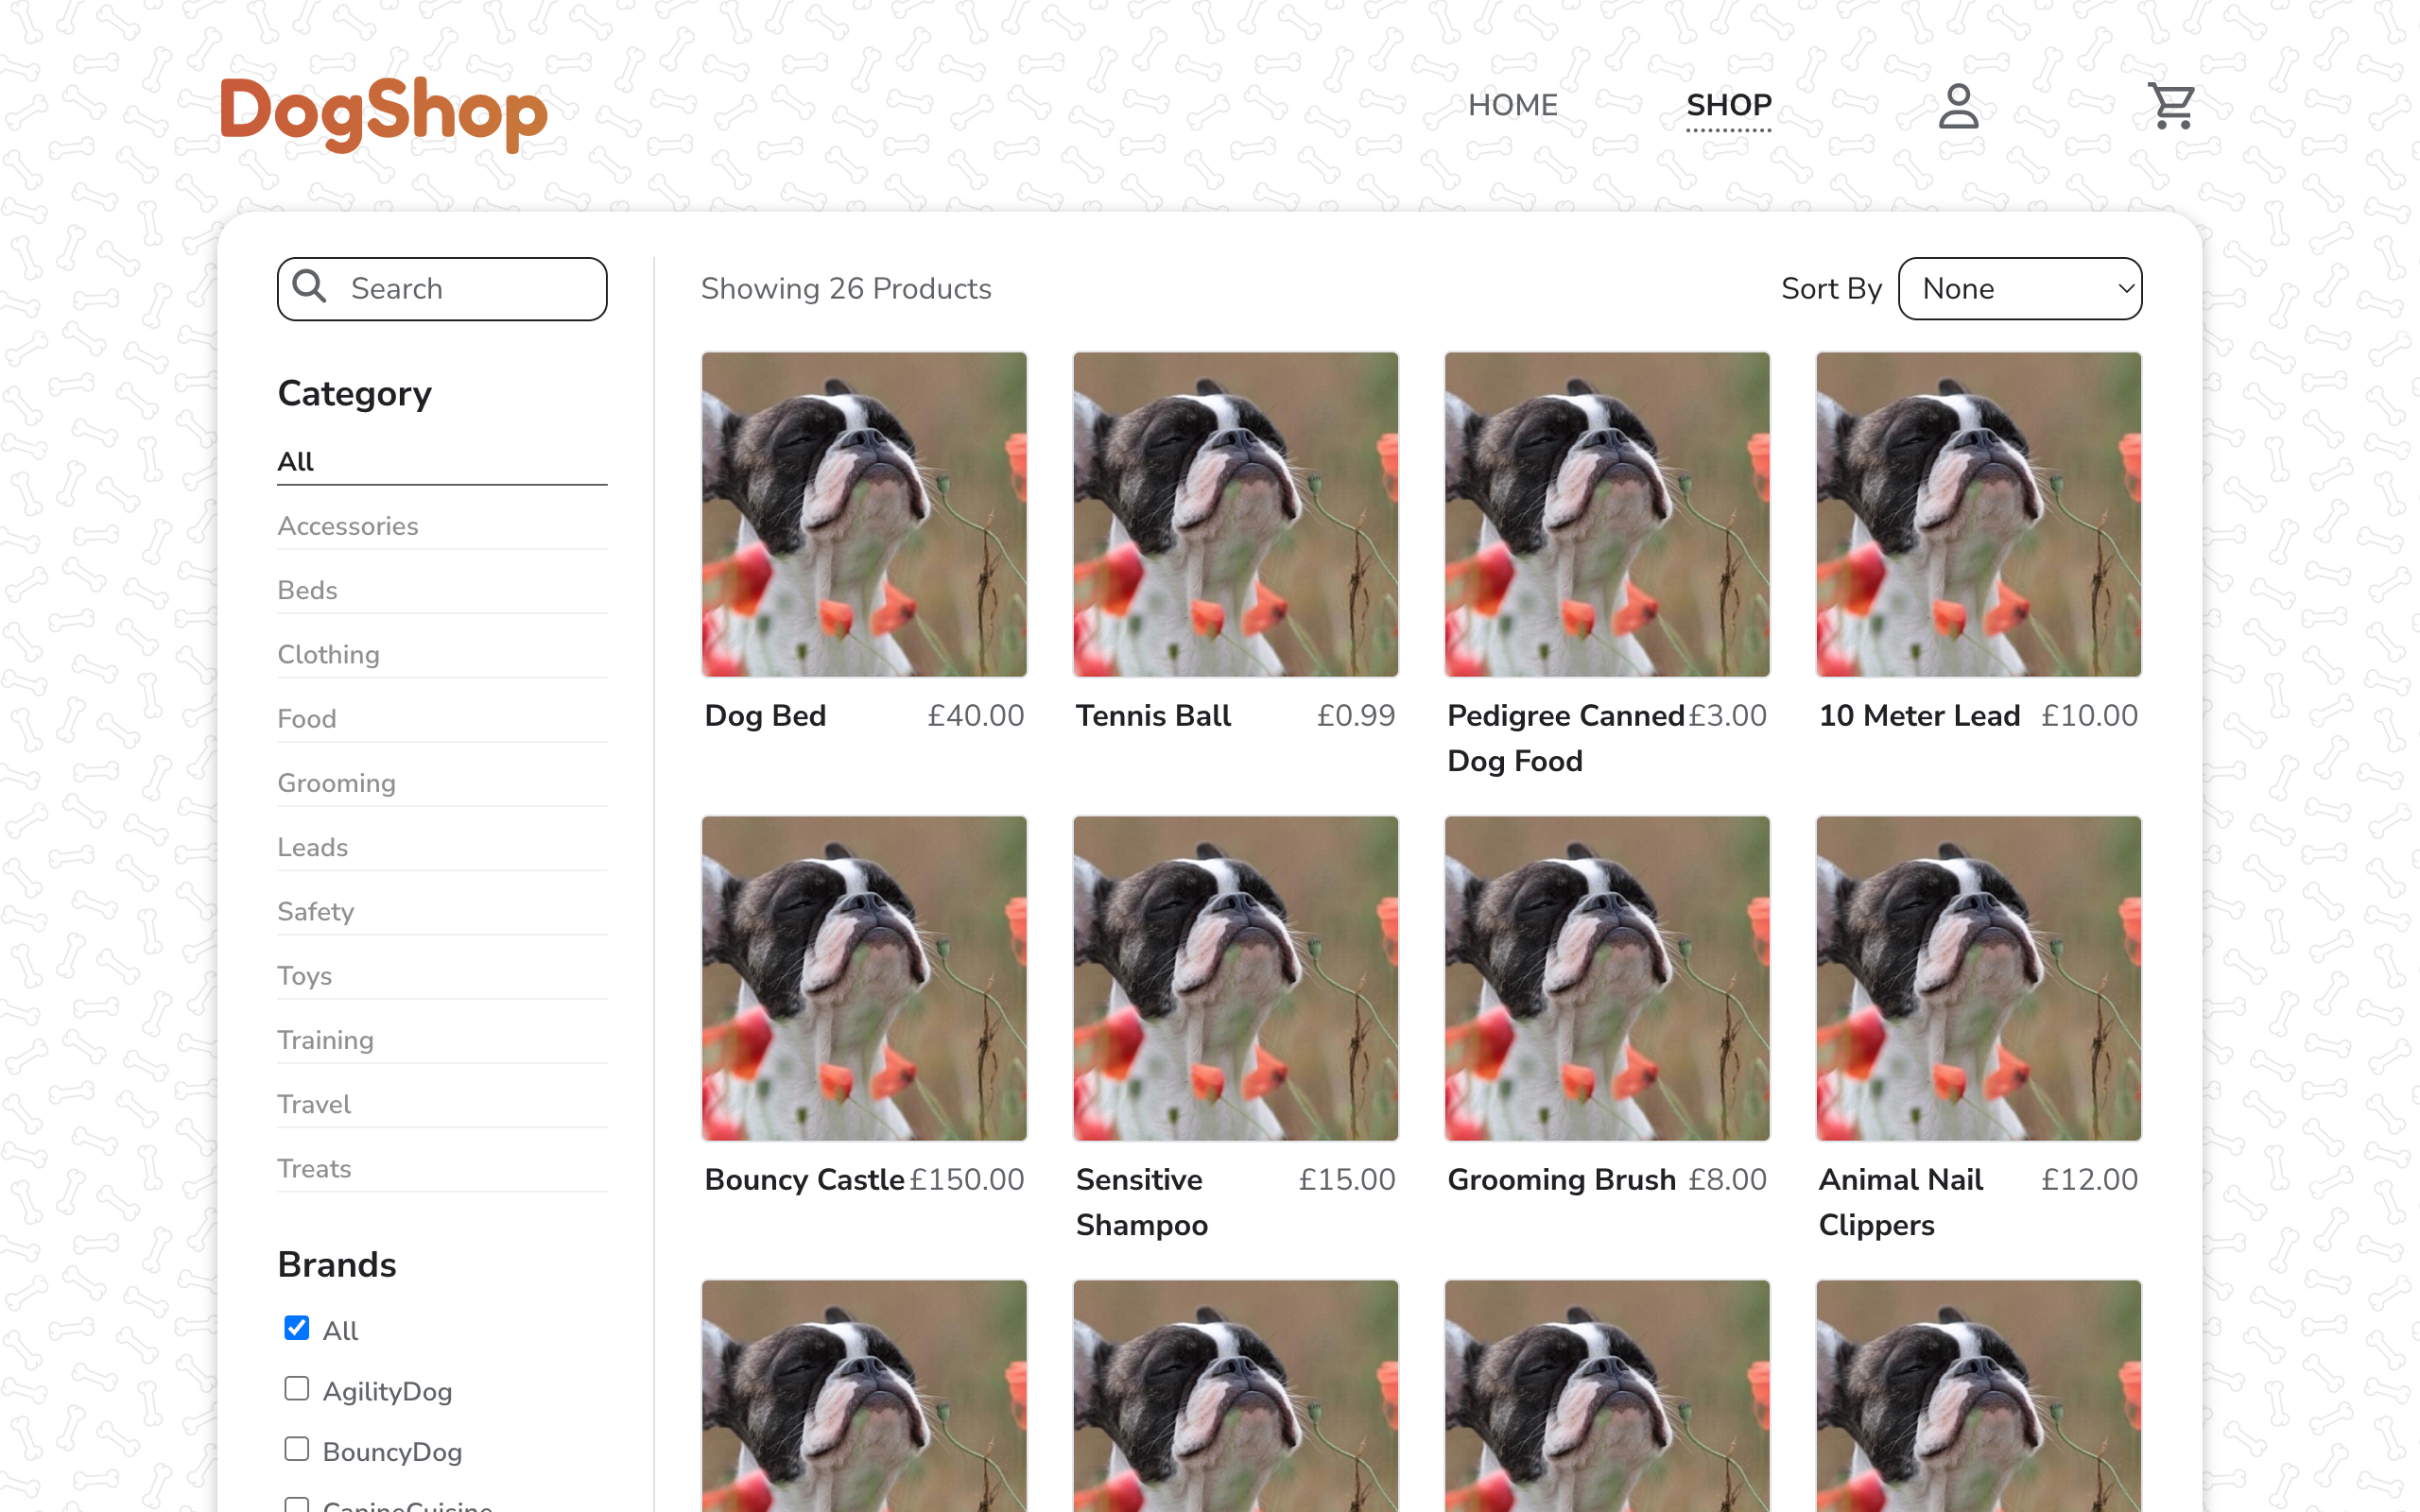 DogShop
HOME
SHOP
Search
Showing 26 Products
Sort By
None
Category
All
Accessories
Beds
Clothing
Food
Grooming
Leads
Safety
Toys
Training
Travel
Treats
Brands
All
AgilityDog
BouncyDog
CanineCuisine
Dog Bed £40.00
Tennis Ball £0.99
Pedigree Canned £3.00
Dog Food
10 Meter Lead £10.00
Bouncy Castle £150.00
Sensitive £15.00
Shampoo
Grooming Brush £8.00
Animal Nail £12.00
Clippers